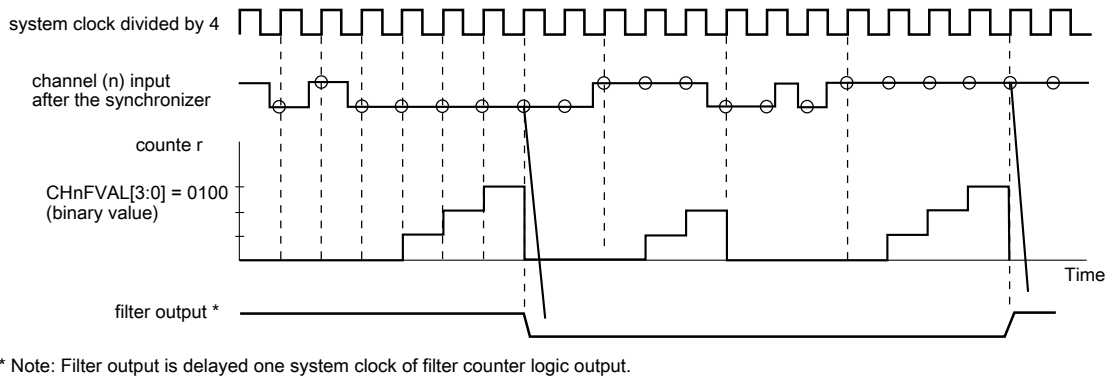 system clock divided by 4
channel (n) input
after the synchronizer
counte r
CHnFVAL[3:0] = 0100
(binary value)
Time
filter output *
* Note: Filter output is delayed one system clock of filter counter logic output.